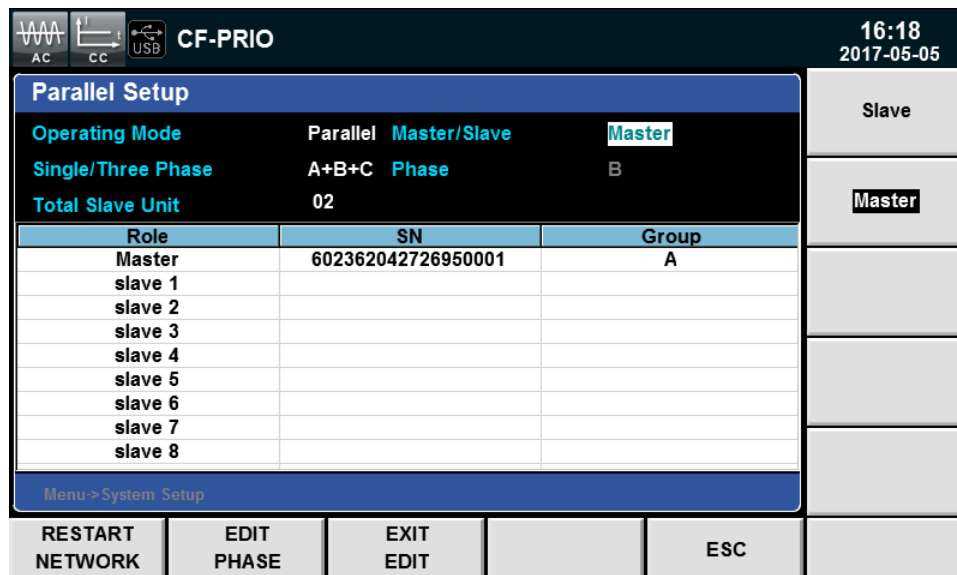 AC CC USB CF-PRIO 16:18
2017-05-05
Parallel Setup
Operating Mode Parallel Master/Slave Master
Single/Three Phase A+B+C Phase B
Total Slave Unit 02
Role SN Group
Master 602362042726950001 A
slave 1
slave 2
slave 3
slave 4
slave 5
slave 6
slave 7
slave 8
Menu->System Setup
Slave
Master
RESTART NETWORK
EDIT PHASE
EXIT EDIT
ESC